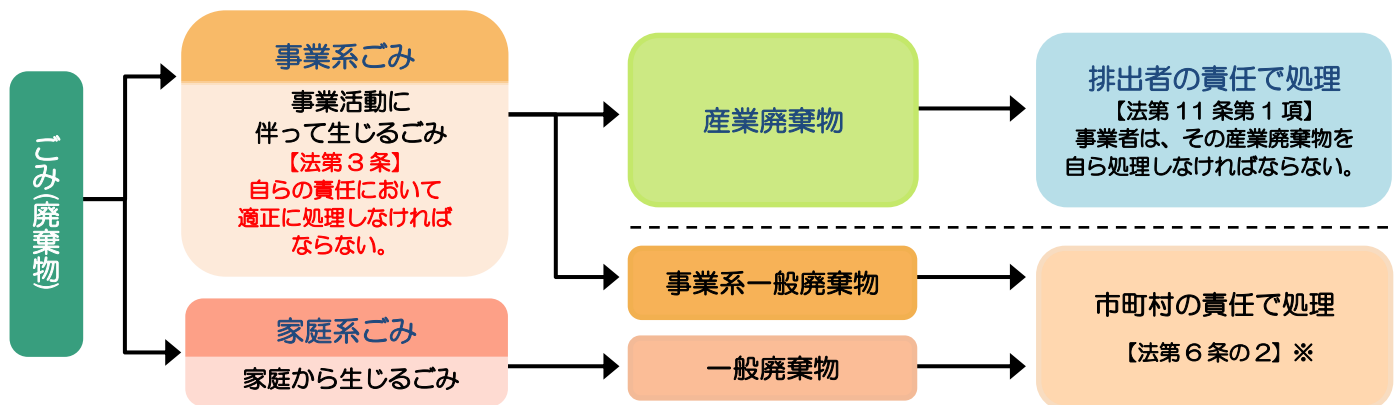 ごみ(廃棄物)
事業系ごみ
事業活動に
伴って生じるごみ
【法第3条】
自らの責任において
適正に処理しなければ
ならない。
家庭系ごみ
家庭から生じるごみ
産業廃棄物
事業系一般廃棄物
一般廃棄物
排出者の責任で処理
【法第11条第1項】
事業者は、その産業廃棄物を
自ら処理しなければならない。
市町村の責任で処理
【法第6条の2】※